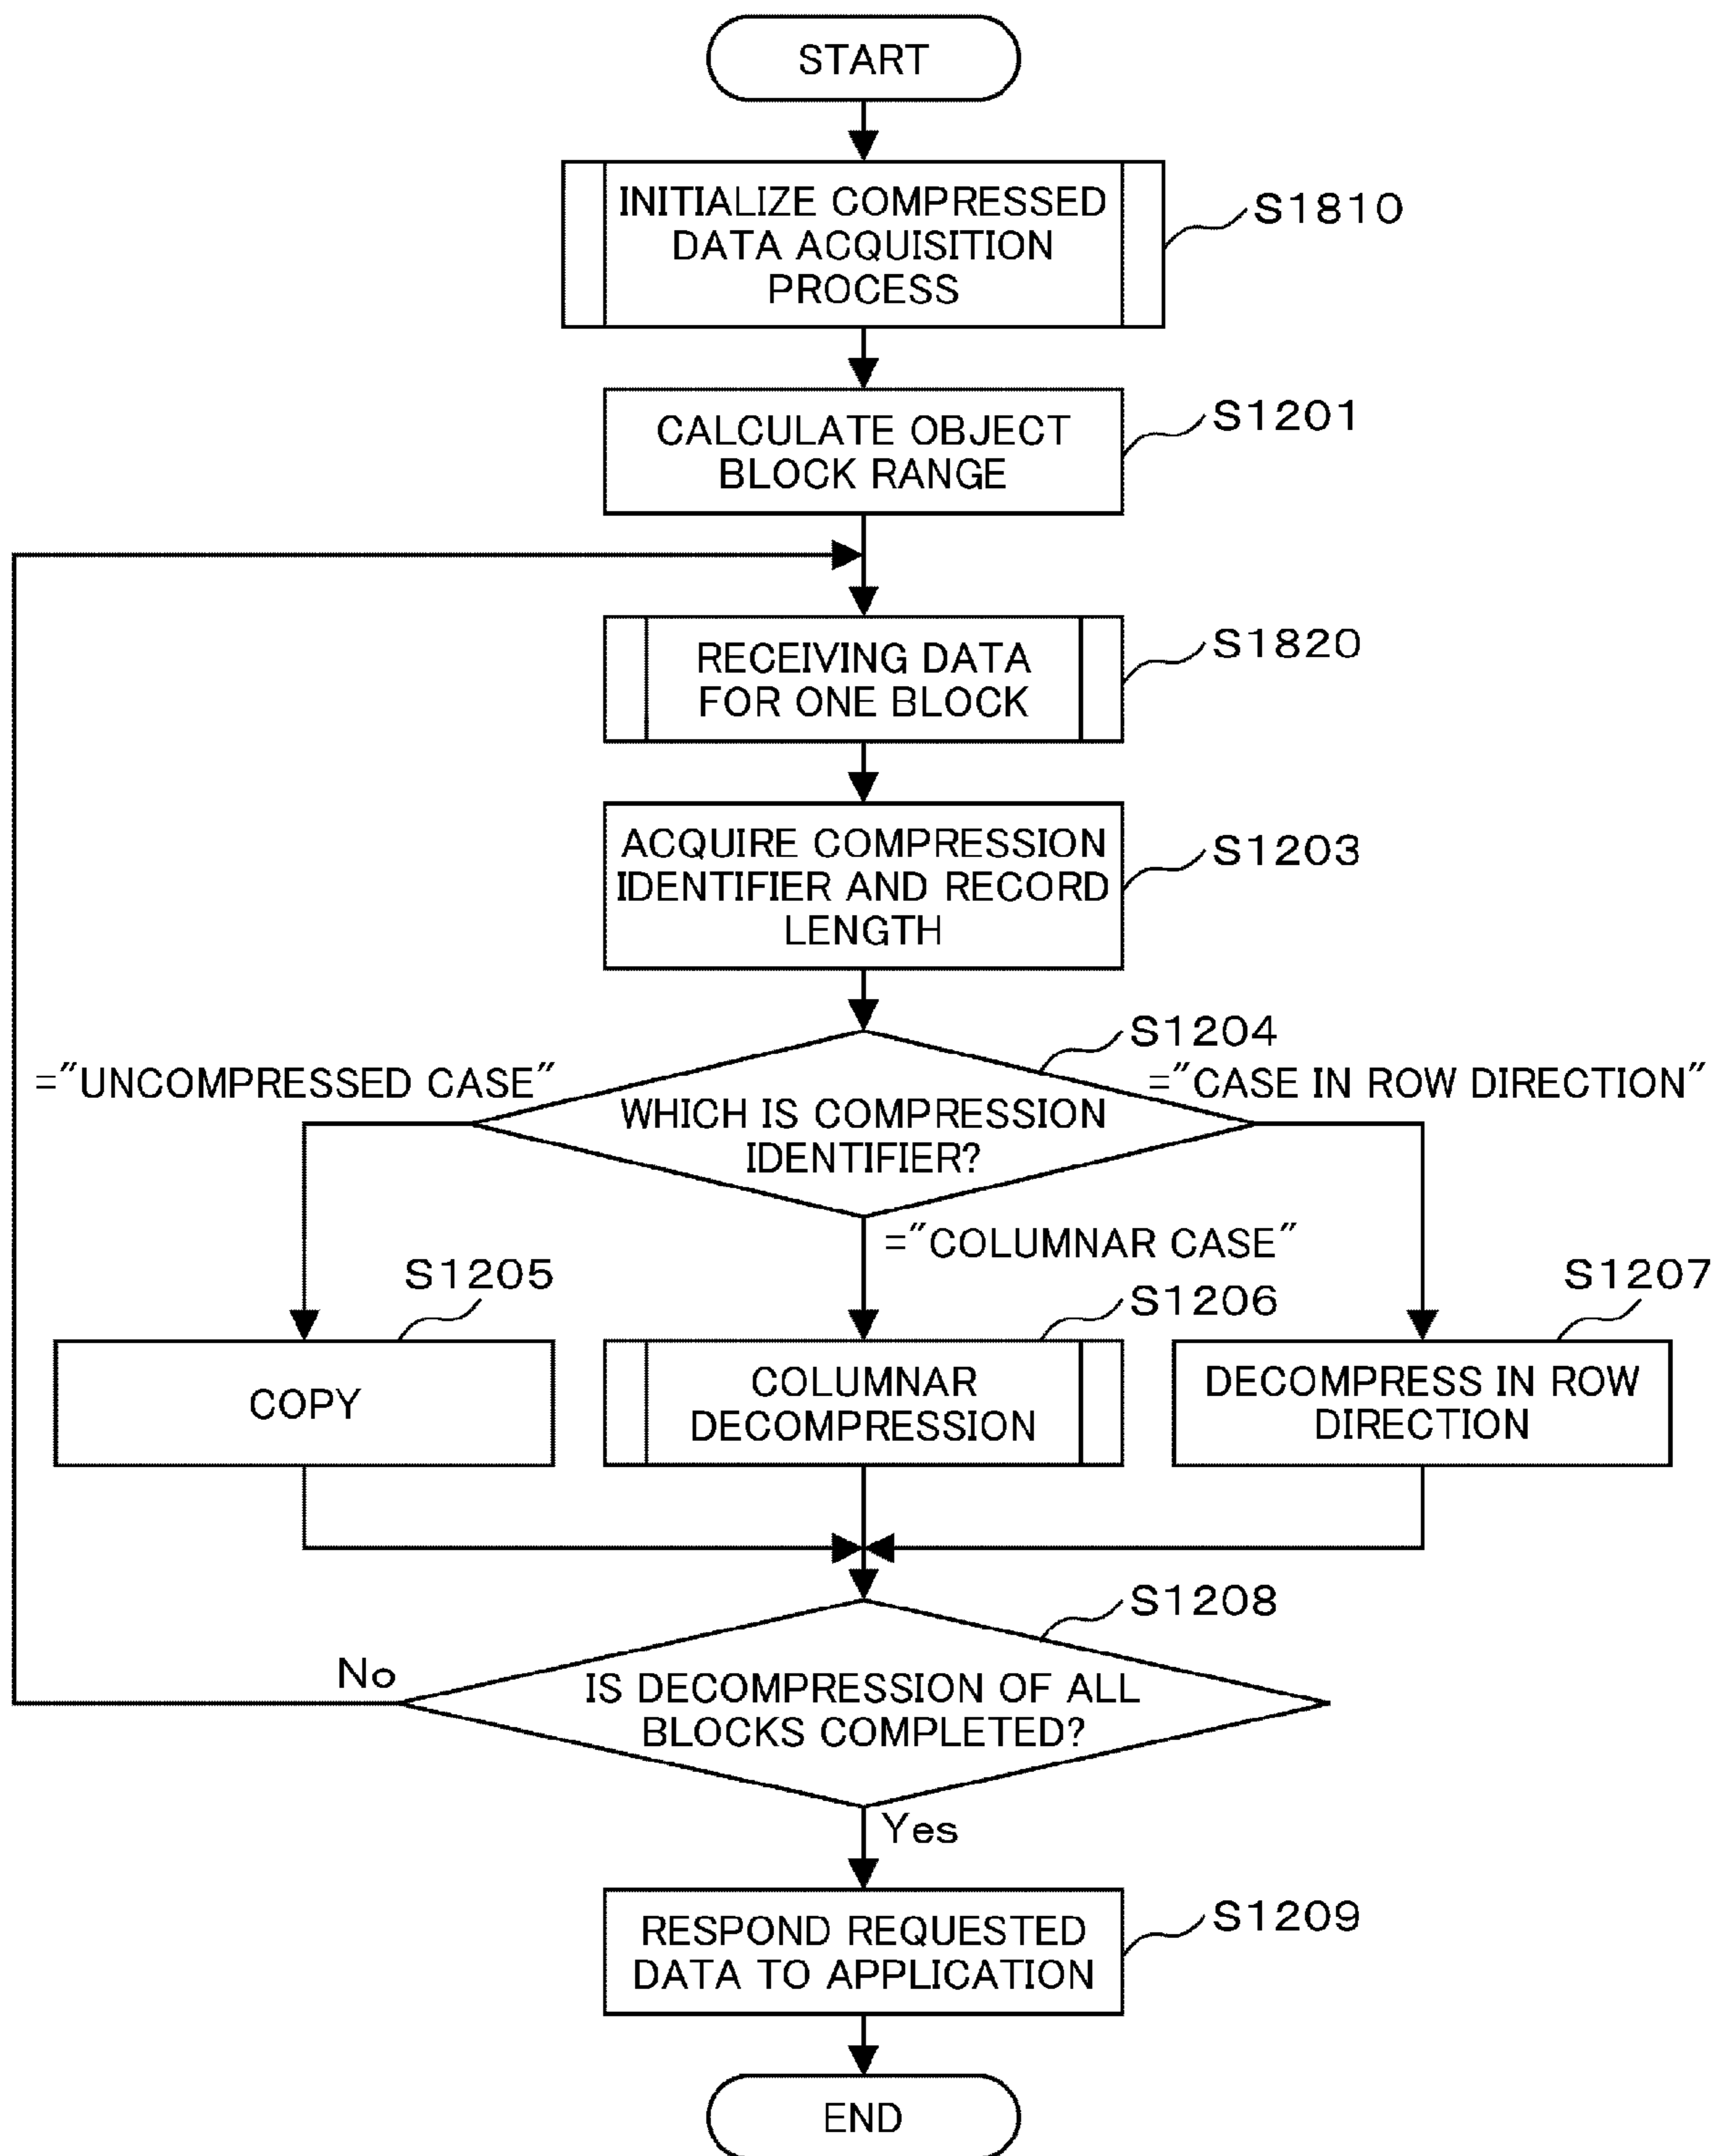 START
INITIALIZE COMPRESSED
DATA ACQUISITION
PROCESS
S1810
CALCULATE OBJECT
BLOCK RANGE
S1201
RECEIVING DATA
FOR ONE BLOCK
S1820
ACQUIRE COMPRESSION
IDENTIFIER AND RECORD
LENGTH
S1203
S1204
="UNCOMPRESSED CASE"
="CASE IN ROW DIRECTION"
WHICH IS COMPRESSION
IDENTIFIER?
="COLUMNAR CASE"
S1205
S1206
S1207
COPY
COLUMNAR
DECOMPRESSION
DECOMPRESS IN ROW
DIRECTION
S1208
No
IS DECOMPRESSION OF ALL
BLOCKS COMPLETED?
Yes
RESPOND REQUESTED
DATA TO APPLICATION
S1209
END